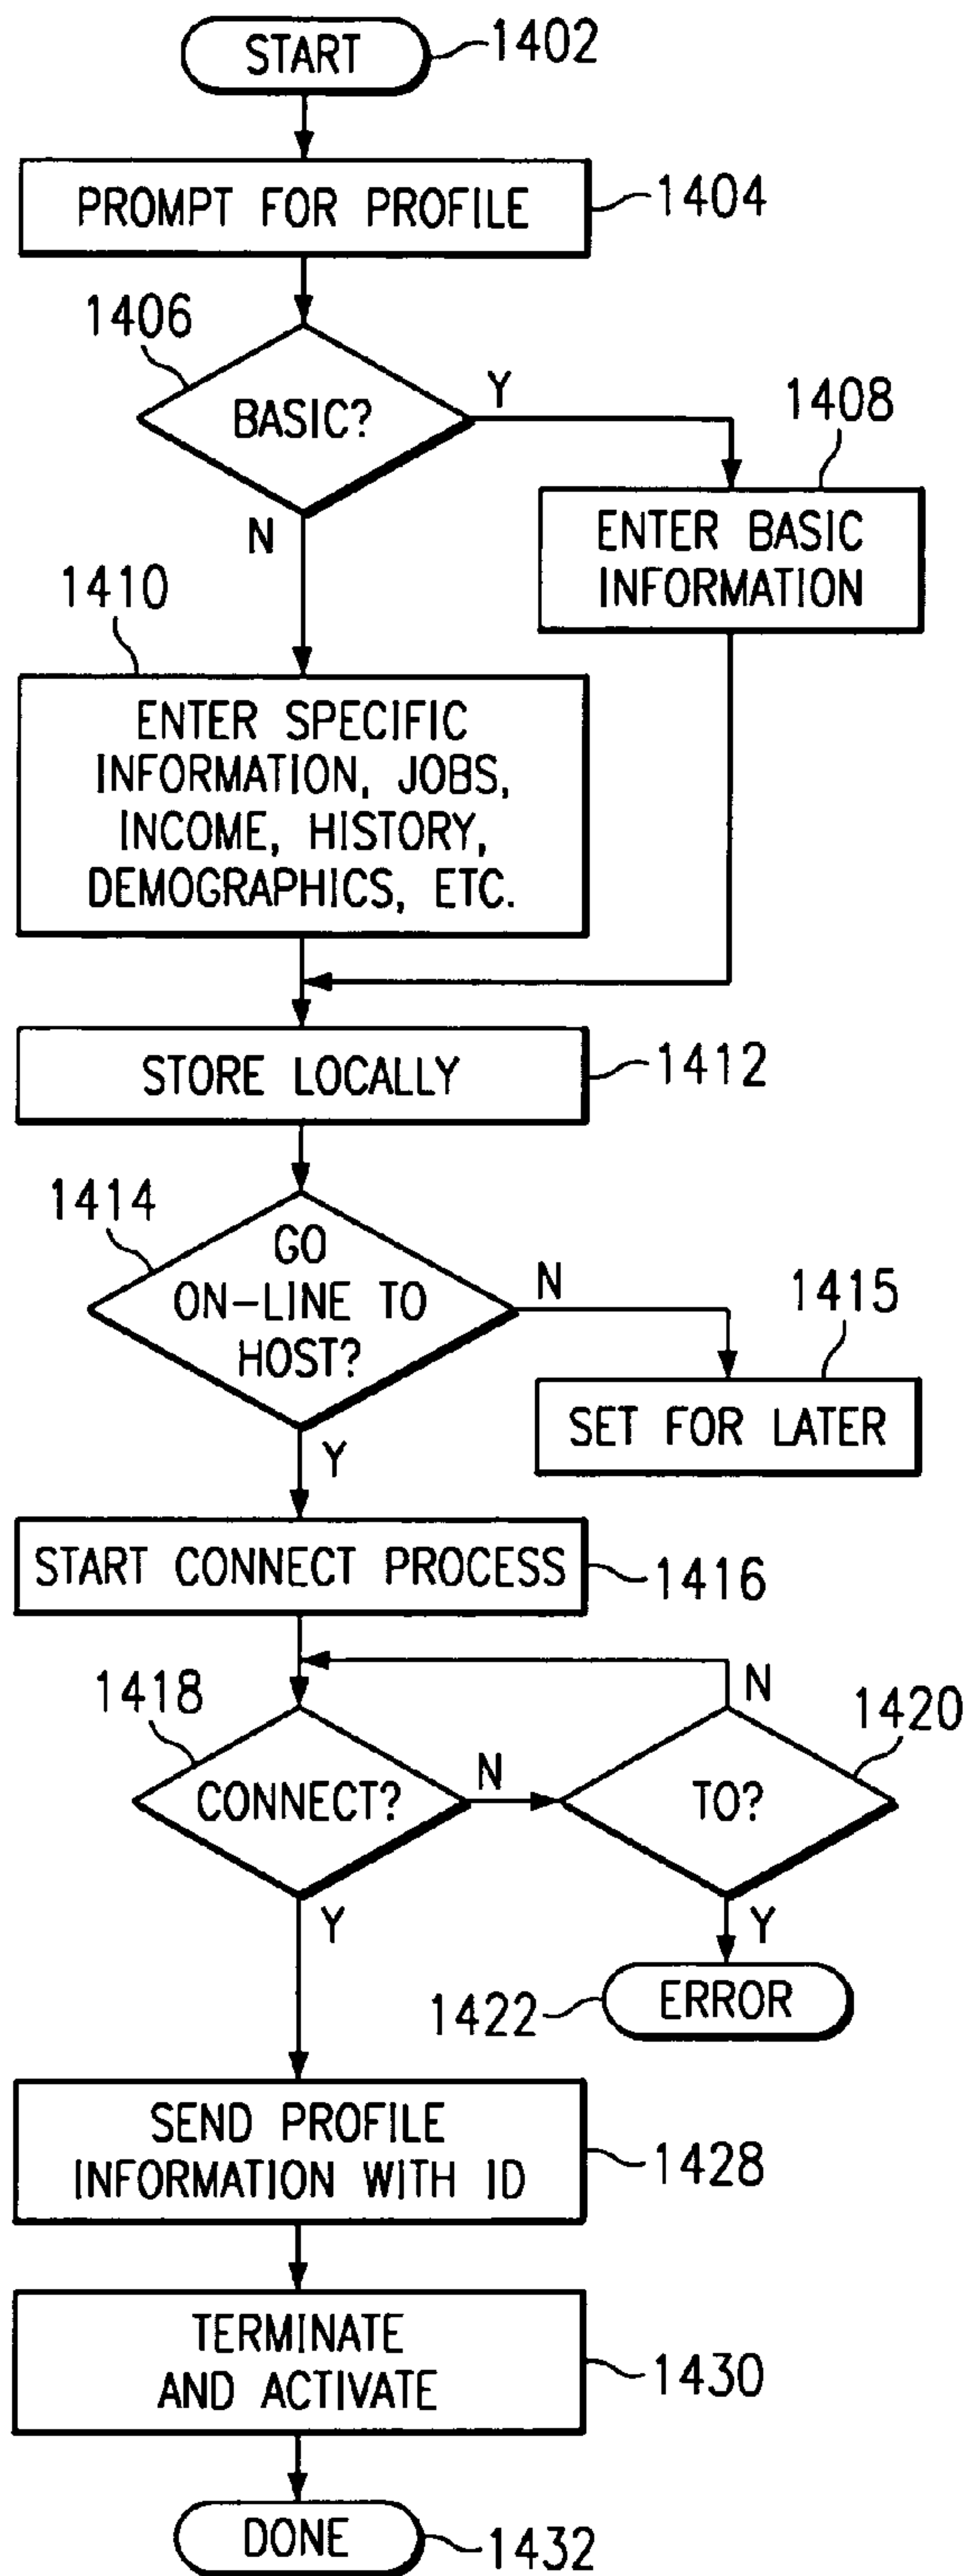 START
1402
PROMPT FOR PROFILE
1404
1406
BASIC?
Y
N
1408
ENTER BASIC
INFORMATION
1410
ENTER SPECIFIC
INFORMATION, JOBS,
INCOME, HISTORY,
DEMOGRAPHICS, ETC.
STORE LOCALLY
1412
1414
GO
ON-LINE TO
HOST?
N
Y
1415
SET FOR LATER
START CONNECT PROCESS
1416
1418
CONNECT?
N
Y
N
1420
TO?
Y
1422
ERROR
SEND PROFILE
INFORMATION WITH ID
1428
TERMINATE
AND ACTIVATE
1430
DONE
1432